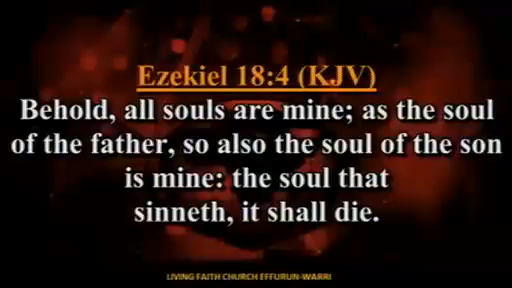 Ezekiel 18:4 (KJV)
Behold, all souls are mine; as the soul
of the father, so also the soul of the son
is mine: the soul that
sinneth, it shall die.
LIVING FAITH CHURCH EFFURUN-WARRI